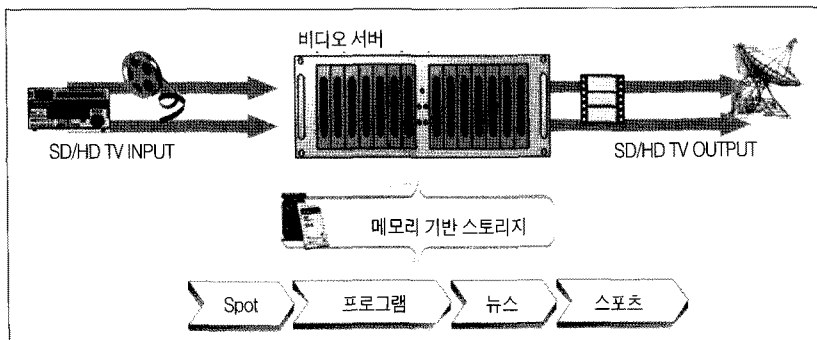 비디오 서버
SD/HD TV INPUT
SD/HD TV OUTPUT
메모리 기반 스토리지
Spot
프로그램
뉴스
스포츠